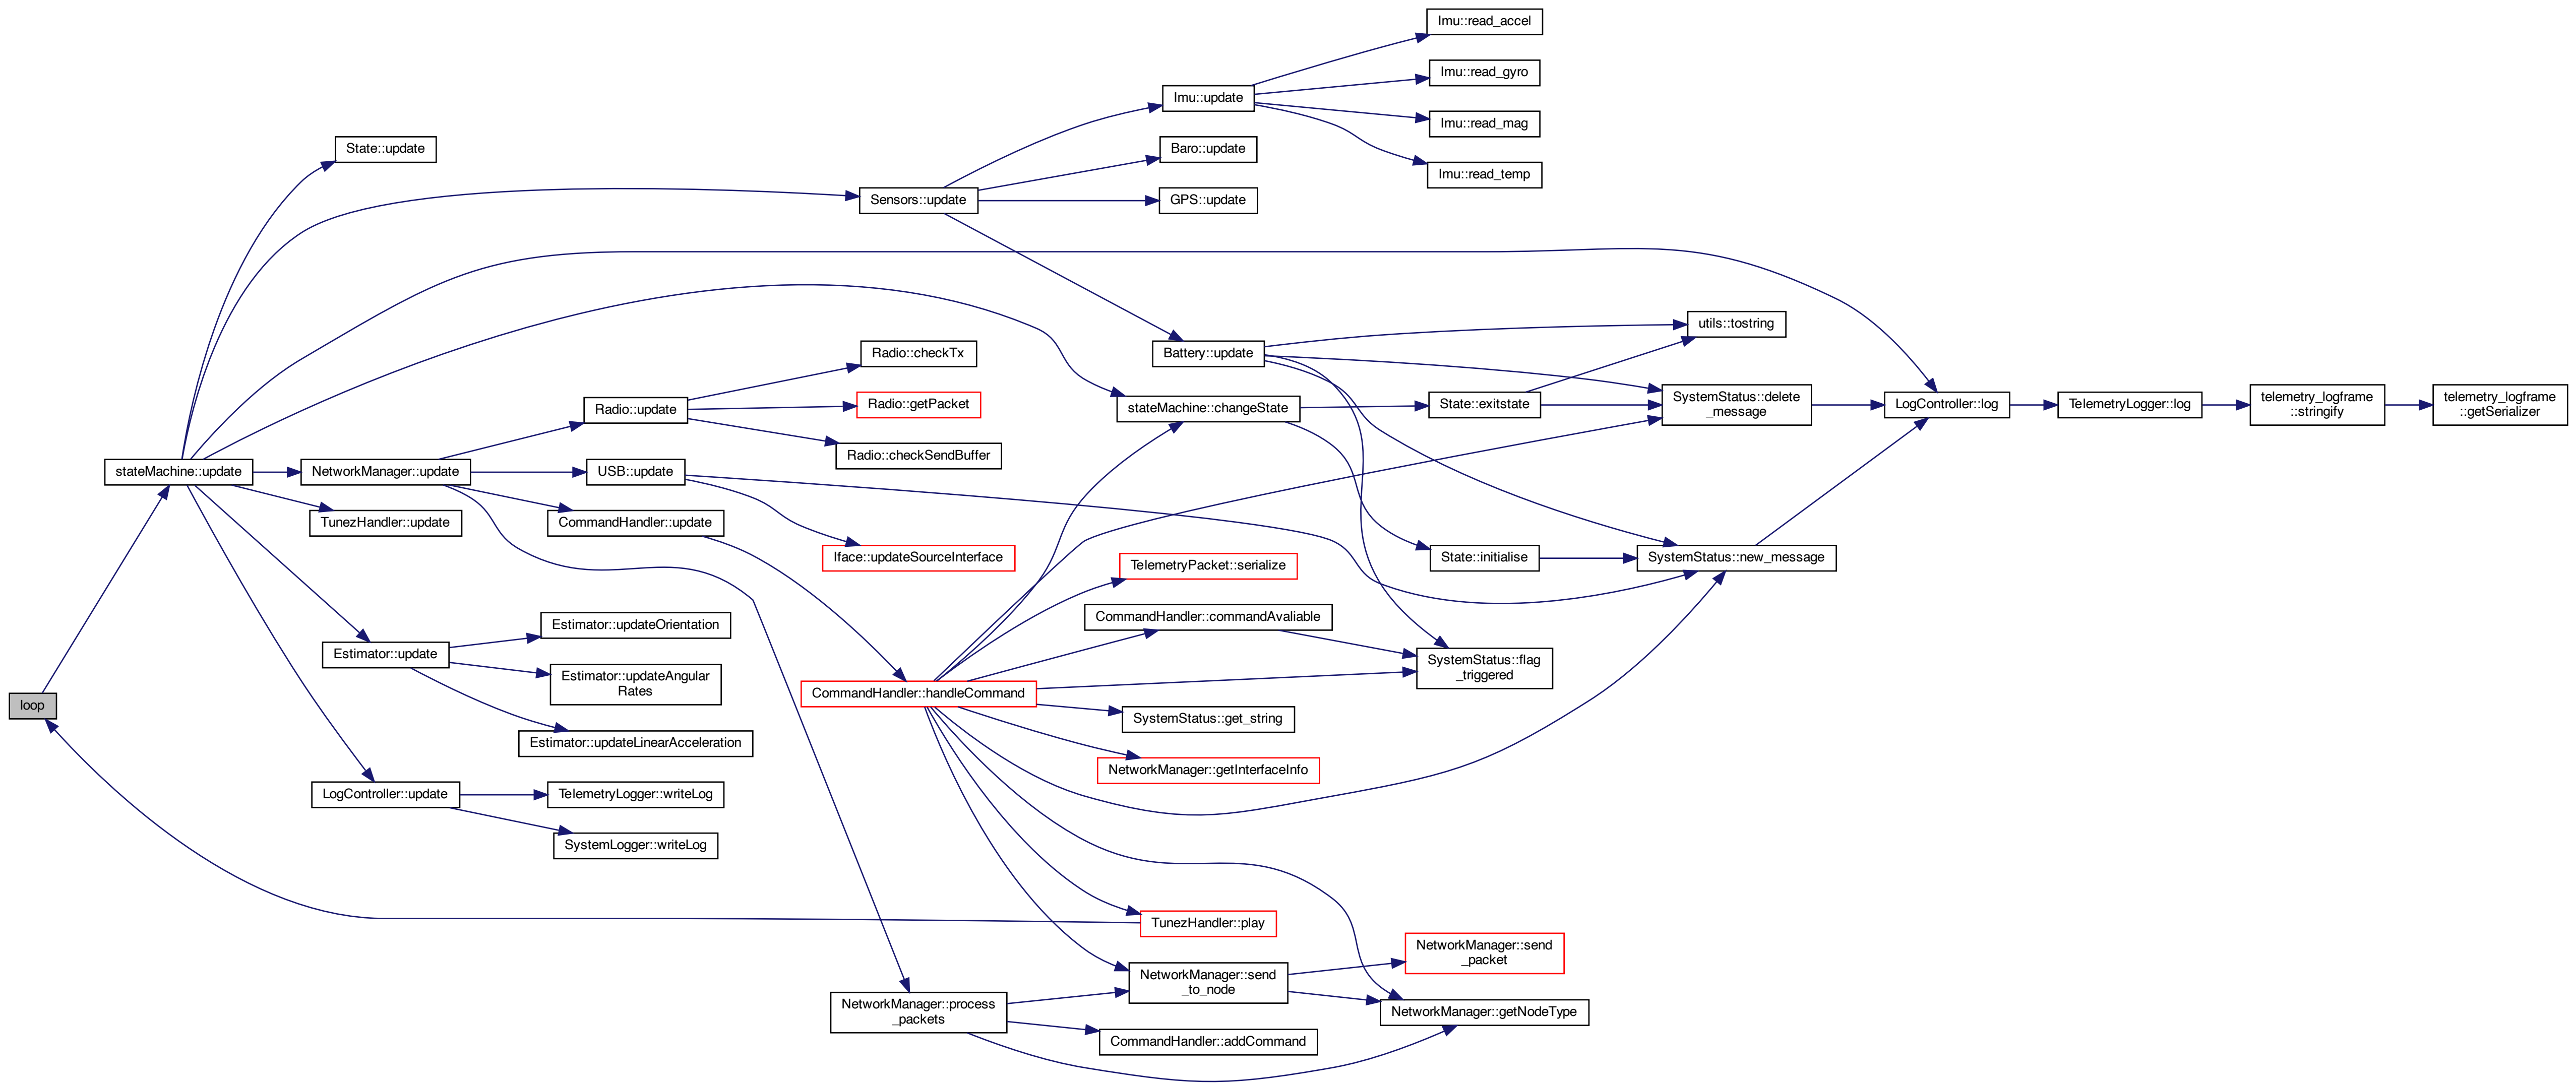 Imu::read_accel
Imu::read_gyro
Imu::update
Imu::read_mag
State::update
Baro::update
Imu::read_temp
Sensors::update
GPS::update
utils::tostring
Radio::checkTx
Battery::update
Radio::getPacket
Radio::update
stateMachine::changeState
State::exitstate
SystemStatus::delete
_message
LogController::log
TelemetryLogger::log
telemetry_logframe
::stringify
telemetry_logframe
::getSerializer
Radio::checkSendBuffer
stateMachine::update
NetworkManager::update
USB::update
TunezHandler::update
CommandHandler::update
Iface::updateSourceInterface
State::initialise
SystemStatus::new_message
TelemetryPacket::serialize
Estimator::updateOrientation
CommandHandler::commandAvaliable
Estimator::update
SystemStatus::flag
_triggered
Estimator::updateAngular
Rates
CommandHandler::handleCommand
loop
SystemStatus::get_string
Estimator::updateLinearAcceleration
NetworkManager::getInterfaceInfo
LogController::update
TelemetryLogger::writeLog
SystemLogger::writeLog
TunezHandler::play
NetworkManager::send
_packet
NetworkManager::send
_to_node
NetworkManager::process
_packets
NetworkManager::getNodeType
CommandHandler::addCommand